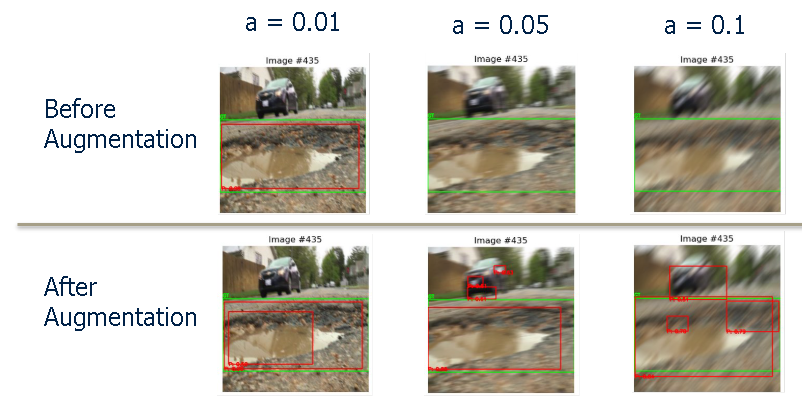 a = 0.01
a = 0.05
a = 0.1
Before
Augmentation
Image #435
Image #435
Image #435
After
Augmentation
Image #435
Image #435
Image #435